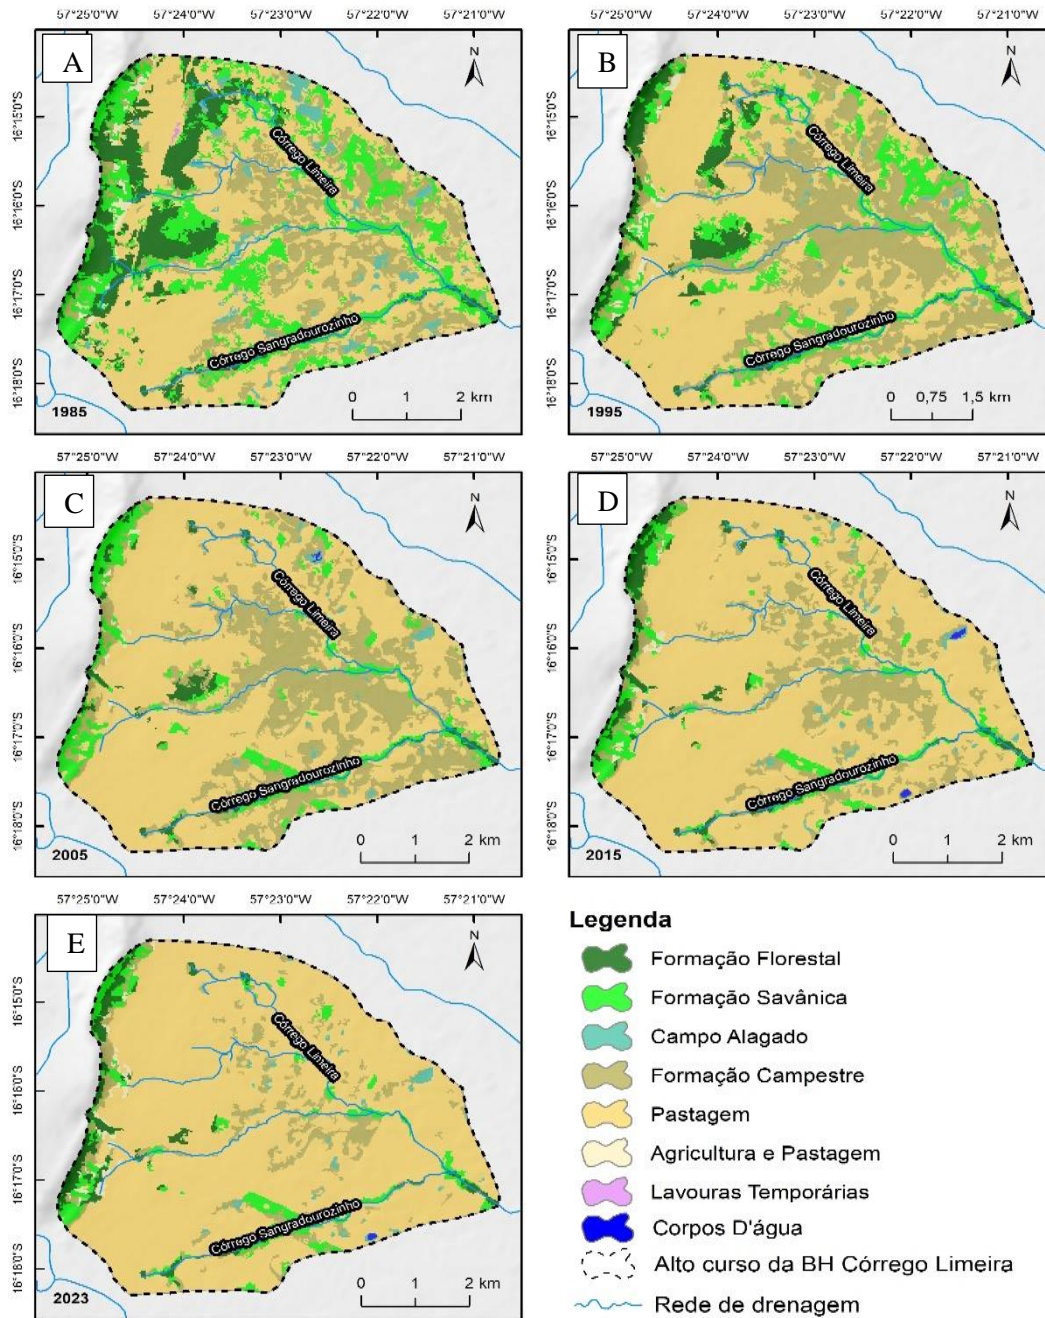 57°25'0"W 57°24'0"W 57°23'0"W 57°22'0"W 57°21'0"W
A
N
16°15'0"S
16°16'0"S
16°17'0"S
16°18'0"S
Córrego Limeira
Córrego Sangradourozinho
1985
0 1 2 km
57°25'0"W 57°24'0"W 57°23'0"W 57°22'0"W 57°21'0"W
B
N
16°15'0"S
16°16'0"S
16°17'0"S
16°18'0"S
Córrego Limeira
Córrego Sangradourozinho
1995
0 0,75 1,5 km
57°25'0"W 57°24'0"W 57°23'0"W 57°22'0"W 57°21'0"W
C
N
16°15'0"S
16°16'0"S
16°17'0"S
16°18'0"S
Córrego Limeira
Córrego Sangradourozinho
2005
0 1 2 km
57°25'0"W 57°24'0"W 57°23'0"W 57°22'0"W 57°21'0"W
D
N
16°15'0"S
16°16'0"S
16°17'0"S
16°18'0"S
Córrego Limeira
Córrego Sangradourozinho
2015
0 1 2 km
57°25'0"W 57°24'0"W 57°23'0"W 57°22'0"W 57°21'0"W
E
N
16°15'0"S
16°16'0"S
16°17'0"S
16°18'0"S
Córrego Limeira
Córrego Sangradourozinho
2023
0 1 2 km
Legenda
Formação Florestal
Formação Savânica
Campo Alagado
Formação Campestre
Pastagem
Agricultura e Pastagem
Lavouras Temporárias
Corpos D'água
Alto curso da BH Córrego Limeira
Rede de drenagem